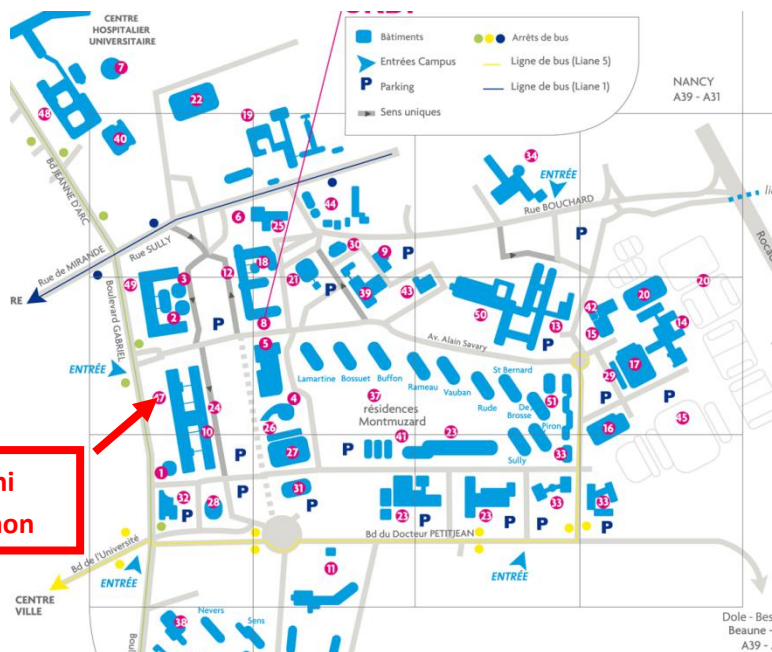 CENTRE
HOSPITALIER
UNIVERSITAIRE
Bâtiments
Entrées Campus
P Parking
Sens uniques
Arrêts de bus
Ligne de bus (Liane 5)
Ligne de bus (Liane 1)
NANCY
A39 - A31
7
22
19
48
40
34
ENTRÉE
Bd JEANNE D'ARC
Rue BOUCHARD
44
6
25
P
Rue SULLY
Rue de MIRANDE
30
9
P
12
18
3
49
21
P
39
43
20
20
RE
2
P
8
50
13
42
15
14
Boulevard GABRIEL
Av. Alain Savary
P
5
17
29
ENTRÉE
Lamartine
Bossuet
Buffon
Rameau
Vauban
St Bernard
Rude
De Brosse
Piron
Sully
51
P
P
24
4
37
résidences
Montmuzard
45
10
26
41
23
16
P
27
P
33
1
32
P
28
P
31
P
P
23
P
23
33
33
P
Bd du Docteur PETITJEAN
Bd de l'Université
ENTRÉE
ENTRÉE
11
CENTRE
VILLE
38
Nevers
Sens
Dole - Bes
Beaune -
A39 -